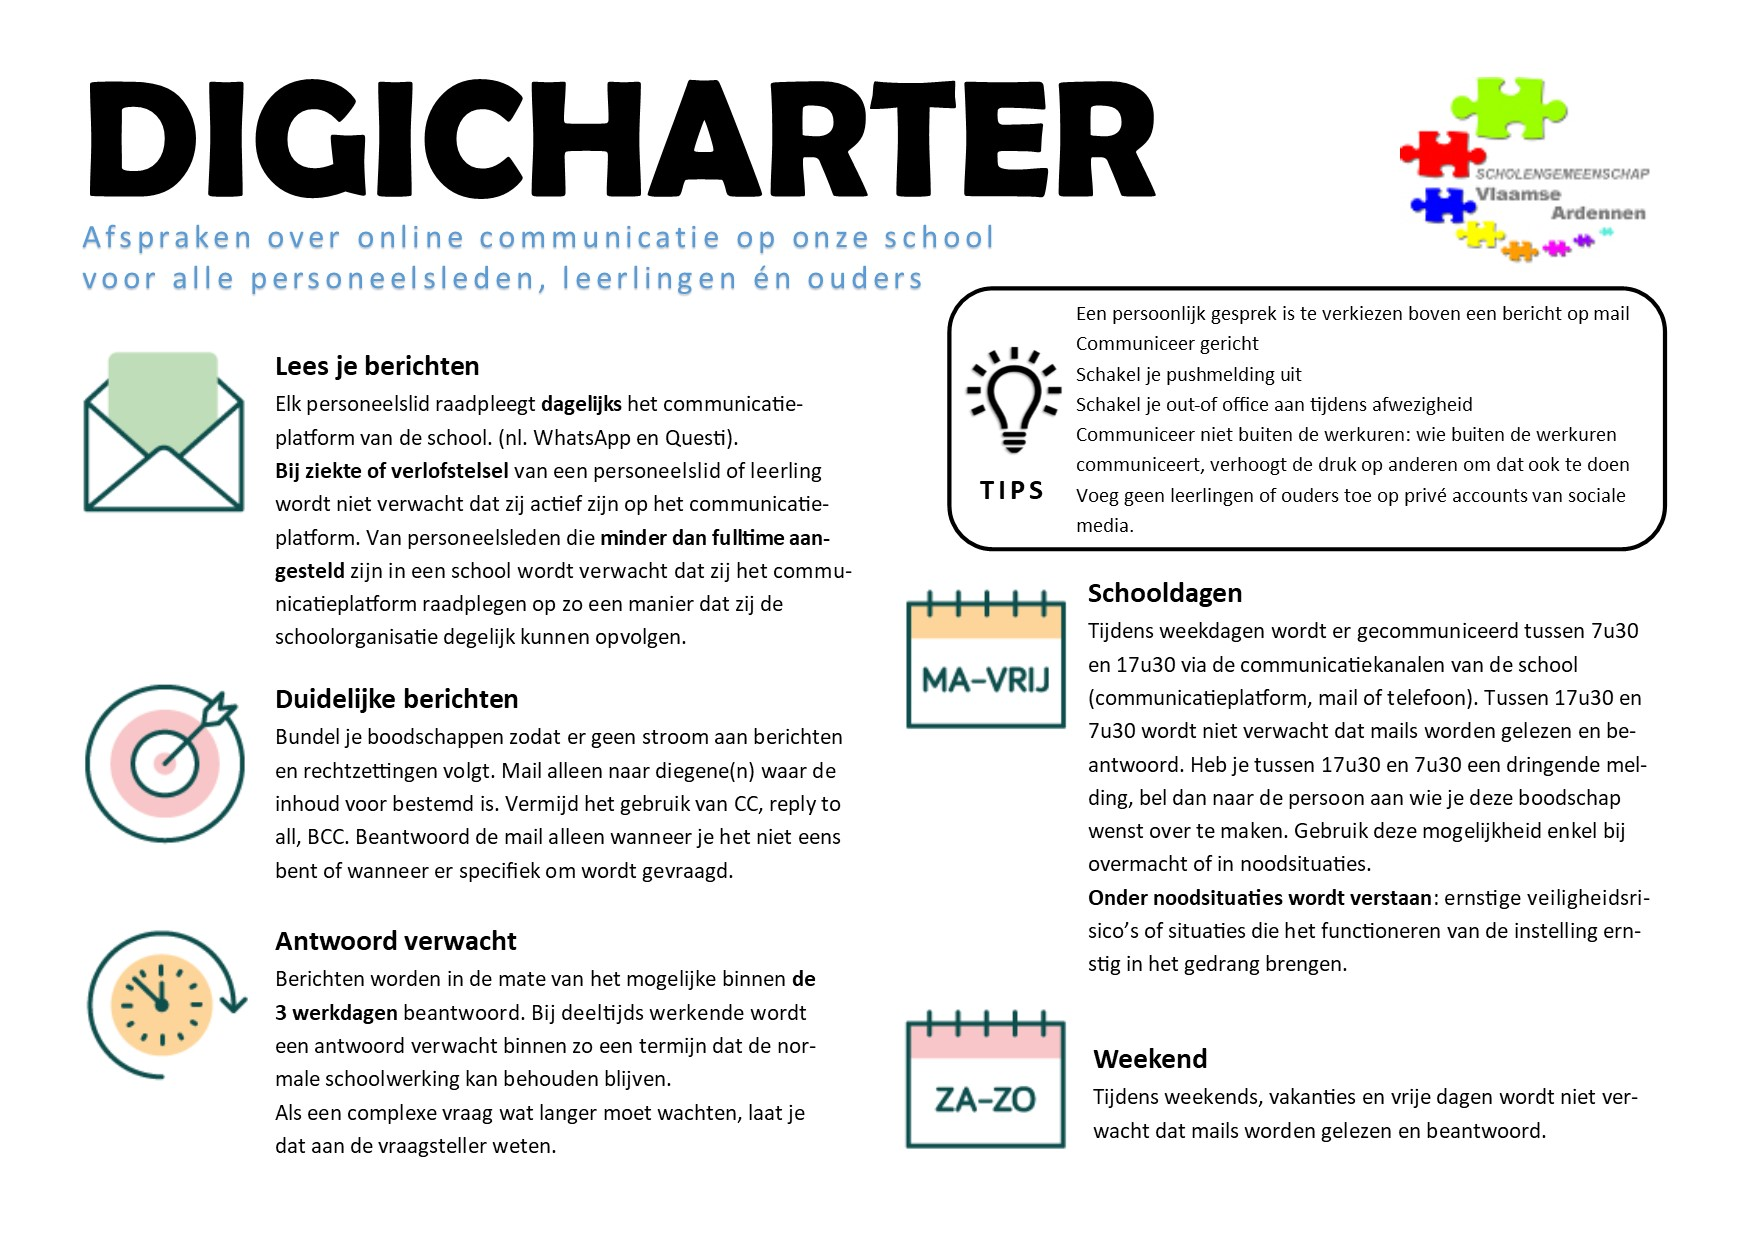 DIGICHARTER
SCHOLENGEMEENSCHAP
Vlaamse
Ardennen
Afspraken over online communicatie op onze school
voor alle personeelsleden, leerlingen én ouders
Lees je berichten
Elk personeelslid raadpleegt dagelijks het communicatie-
platform van de school. (nl. WhatsApp en Questi).
Bij ziekte of verlofstelsel van een personeelslid of leerling
wordt niet verwacht dat zij actief zijn op het communicatie-
platform. Van personeelsleden die minder dan fulltime aan-
gesteld zijn in een school wordt verwacht dat zij het commu-
nicatieplatform raadplegen op zo een manier dat zij de
schoolorganisatie degelijk kunnen opvolgen.
Duidelijke berichten
Bundel je boodschappen zodat er geen stroom aan berichten
en rechtzettingen volgt. Mail alleen naar diegene(n) waar de
inhoud voor bestemd is. Vermijd het gebruik van CC, reply to
all, BCC. Beantwoord de mail alleen wanneer je het niet eens
bent of wanneer er specifiek om wordt gevraagd.
Antwoord verwacht
Berichten worden in de mate van het mogelijke binnen de
3 werkdagen beantwoord. Bij deeltijds werkende wordt
een antwoord verwacht binnen zo een termijn dat de nor-
male schoolwerking kan behouden blijven.
Als een complexe vraag wat langer moet wachten, laat je
dat aan de vraagsteller weten.
TIPS
Een persoonlijk gesprek is te verkiezen boven een bericht op mail
Communiceer gericht
Schakel je pushmelding uit
Schakel je out-of office aan tijdens afwezigheid
Communiceer niet buiten de werkuren: wie buiten de werkuren
communiceert, verhoogt de druk op anderen om dat ook te doen
Voeg geen leerlingen of ouders toe op privé accounts van sociale
media.
MA-VRIJ
Schooldagen
Tijdens weekdagen wordt er gecommuniceerd tussen 7u30
en 17u30 via de communicatiekanalen van de school
(communicatieplatform, mail of telefoon). Tussen 17u30 en
7u30 wordt niet verwacht dat mails worden gelezen en be-
antwoord. Heb je tussen 17u30 en 7u30 een dringende mel-
ding, bel dan naar de persoon aan wie je deze boodschap
wenst over te maken. Gebruik deze mogelijkheid enkel bij
overmacht of in noodsituaties.
Onder noodsituaties wordt verstaan: ernstige veiligheidsri-
sico’s of situaties die het functioneren van de instelling ern-
stig in het gedrang brengen.
ZA-ZO
Weekend
Tijdens weekends, vakanties en vrije dagen wordt niet ver-
wacht dat mails worden gelezen en beantwoord.